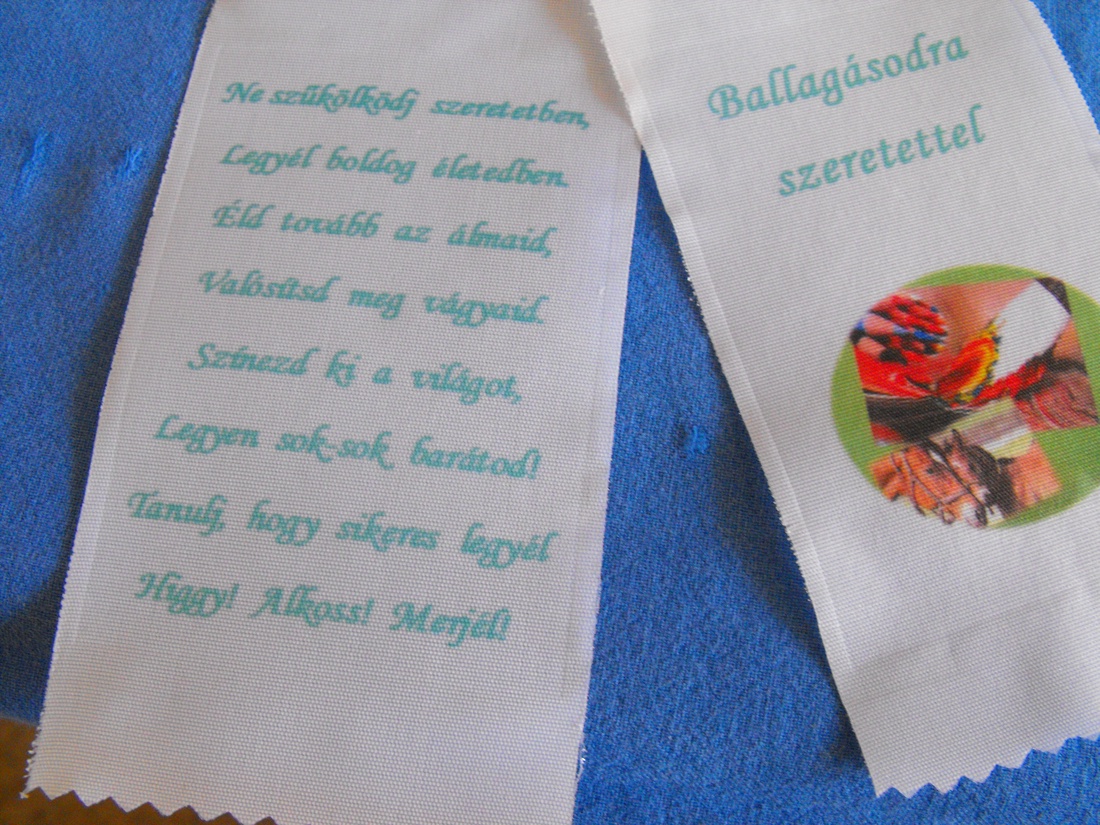 Ne szűkölködj szeretetben,
Legyél boldog életedben.
Éld tovább az álmaid,
Valósítsd meg vágyaid.
Színezd ki a világot,
Legyen sok-sok barátod!
Tanulj, hogy sikeres legyél
Higgy! Alkoss! Merjél!
Ballagásodra
szeretettel